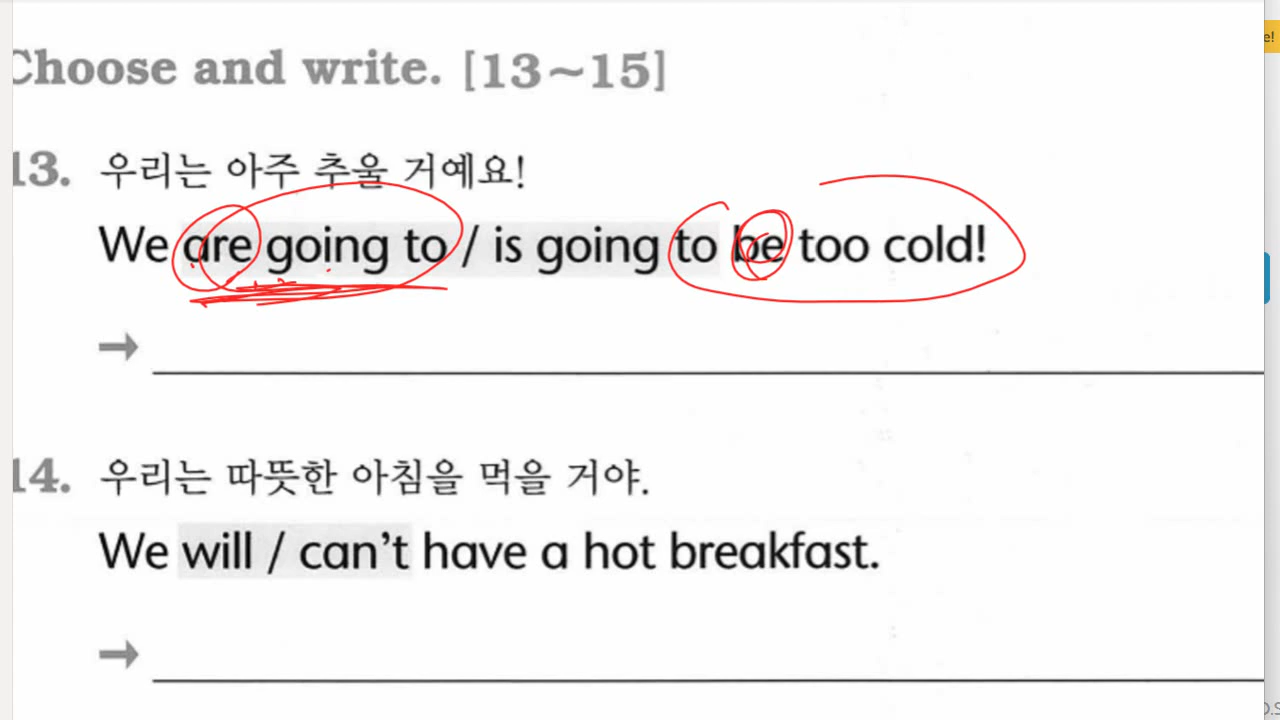 Choose and write. [13~15]
13. 우리는 아주 추울 거예요!
We are going to / is going to be too cold!
→
14. 우리는 따뜻한 아침을 먹을 거야.
We will / can't have a hot breakfast.
→
e!